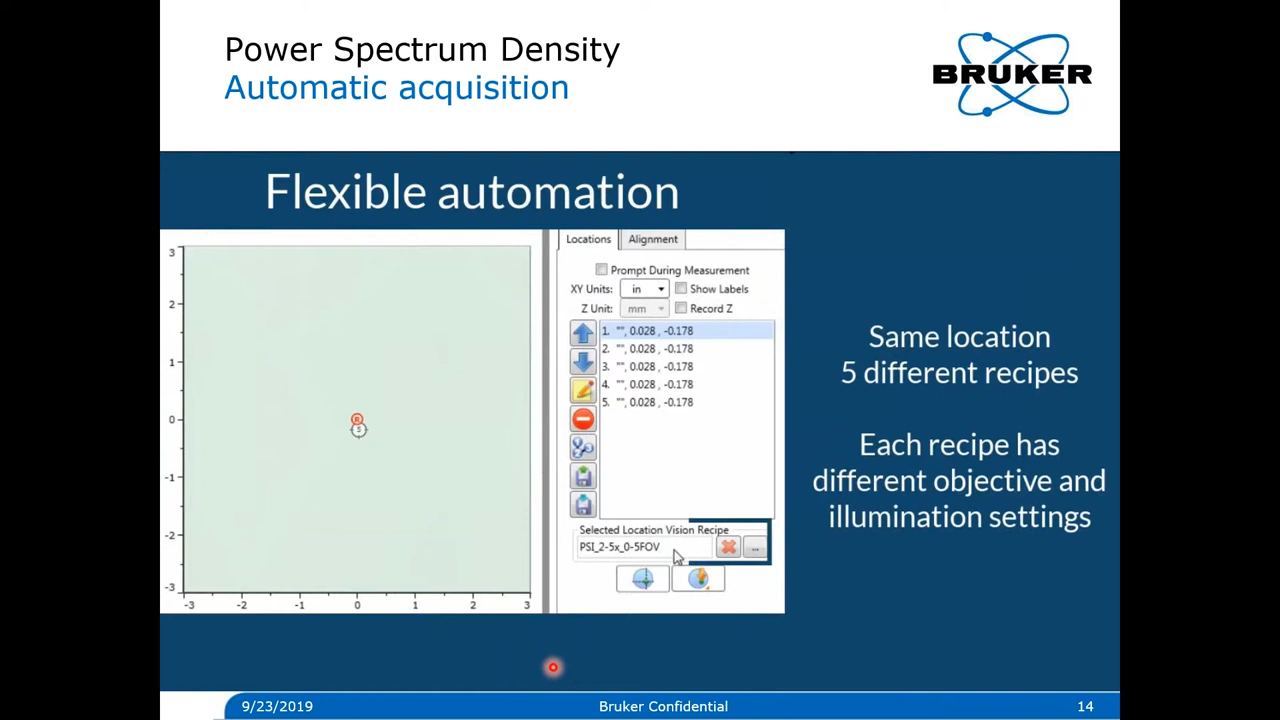 Power Spectrum Density
Automatic acquisition
BRUKER
Flexible automation
Locations Alignment
Prompt During Measurement
XY Units: in Show Labels
Z Unit: mm Record Z
1. "", 0.028 , -0.178
2. "", 0.028 , -0.178
3. "", 0.028 , -0.178
4. "", 0.028 , -0.178
5. "", 0.028 , -0.178
Selected Location Vision Recipe
PSI_2-5x_0-5FOV
...
3
2
1
0
-1
-2
-3
R
5
-3 -2 -1 0 1 2 3
Same location
5 different recipes
Each recipe has
different objective and
illumination settings
9/23/2019 Bruker Confidential 14